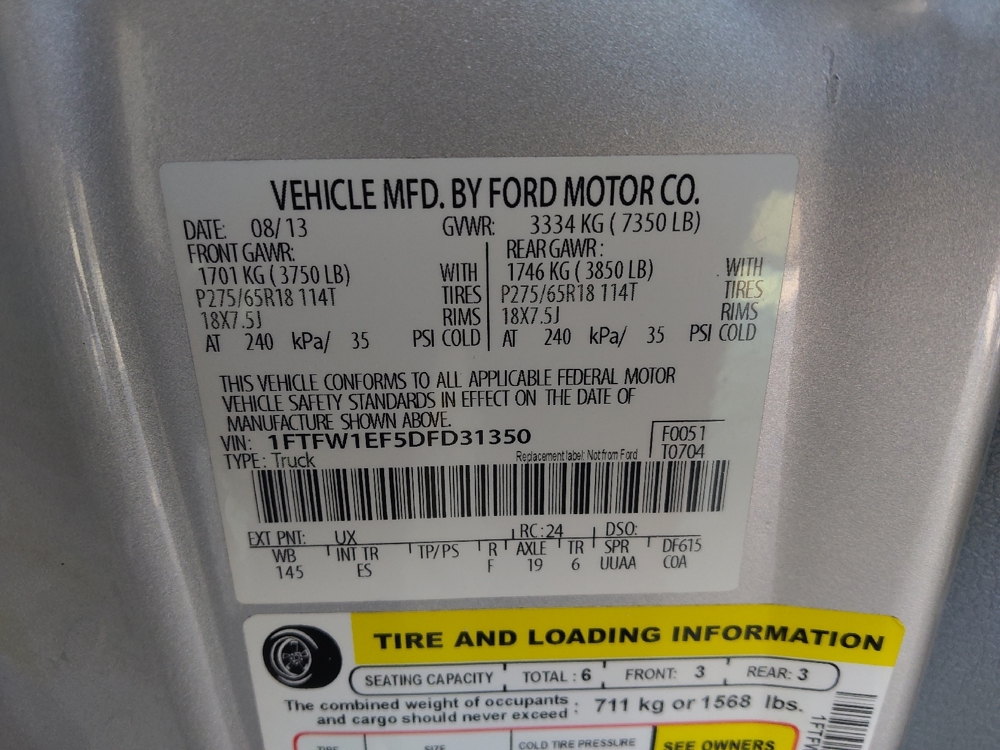 VEHICLE MFD. BY FORD MOTOR CO.
DATE: 08/13 GVWR: 3334 KG ( 7350 LB)
FRONT GAWR: REAR GAWR :
1701 KG ( 3750 LB) WITH 1746 KG ( 3850 LB) WITH
P275/65R18 114T TIRES P275/65R18 114T TIRES
18X7.5J RIMS 18X7.5J RIMS
AT 240 kPa/ 35 PSI COLD AT 240 kPa/ 35 PSI COLD
THIS VEHICLE CONFORMS TO ALL APPLICABLE FEDERAL MOTOR
VEHICLE SAFETY STANDARDS IN EFFECT ON THE DATE OF
MANUFACTURE SHOWN ABOVE.
VIN: 1FTFW1EF5DFD31350 F0051
TYPE: Truck Replacement label: Not from Ford T0704
EXT PNT: UX RC: 24 DSO:
WB INT TR TP/PS R AXLE TR SPR DF615
145 ES F 19 6 UUAA COA
TIRE AND LOADING INFORMATION
SEATING CAPACITY TOTAL : 6 FRONT: 3 REAR: 3
The combined weight of occupants
and cargo should never exceed : 711 kg or 1568 lbs.
TIRE SIZE COLD TIRE PRESSURE SEE OWNERS